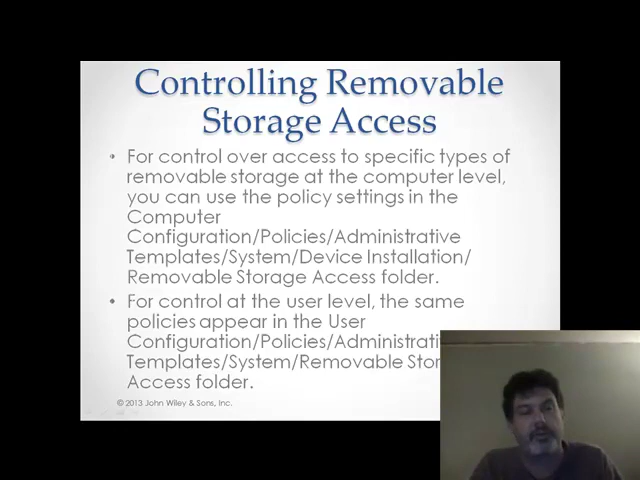 Controlling Removable
Storage Access
• For control over access to specific types of
removable storage at the computer level,
you can use the policy settings in the
Computer
Configuration/Policies/Administrative
Templates/System/Device Installation/
Removable Storage Access folder.
• For control at the user level, the same
policies appear in the User
Configuration/Policies/
Templates/System/Removable
Access folder.
© 2013 John Wiley & Sons, Inc.